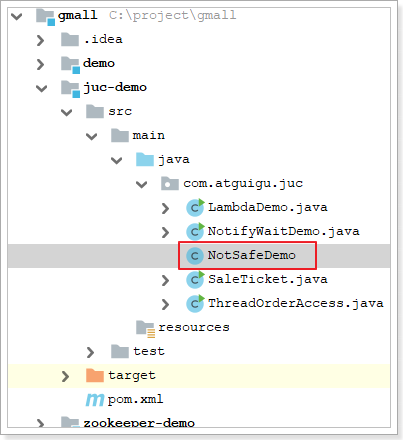 gmall C:\project\gmall
.idea
demo
juc-demo
src
main
java
com.atguigu.juc
LambdaDemo.java
NotifyWaitDemo.java
NotSafeDemo
SaleTicket.java
ThreadOrderAccess.java
resources
test
target
pom.xml
zookeeper-demo